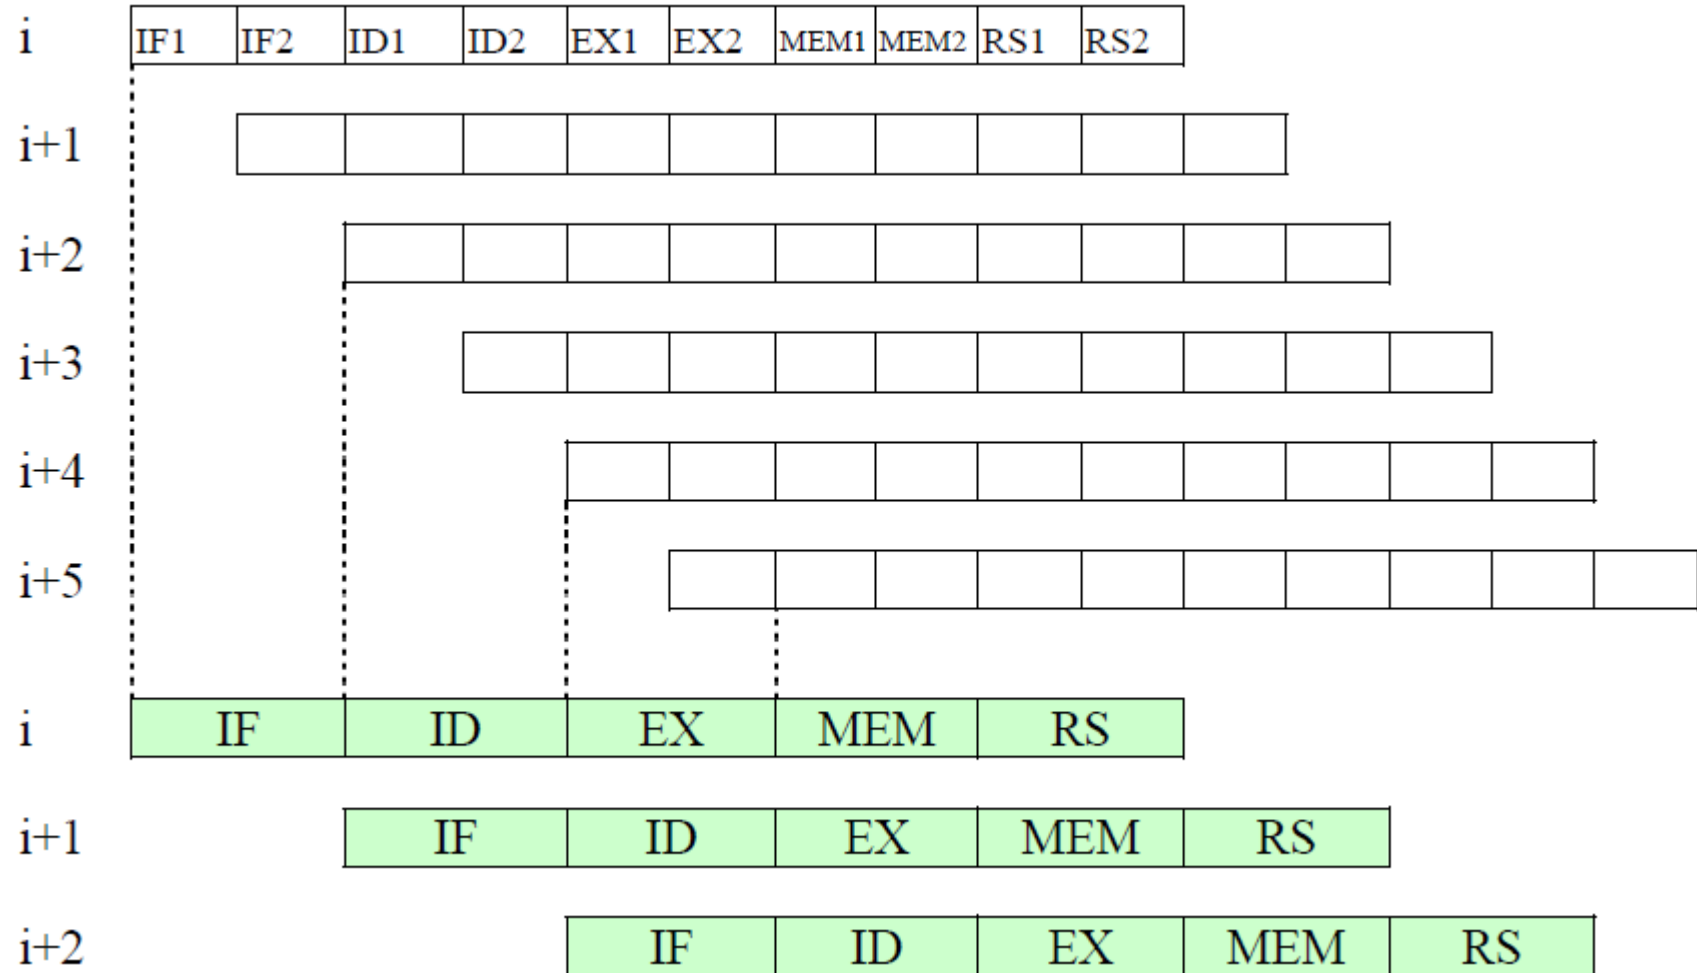 i IF1 IF2 ID1 ID2 EX1 EX2 MEM1 MEM2 RS1 RS2
i+1
i+2
i+3
i+4
i+5
i IF ID EX MEM RS
i+1 IF ID EX MEM RS
i+2 IF ID EX MEM RS